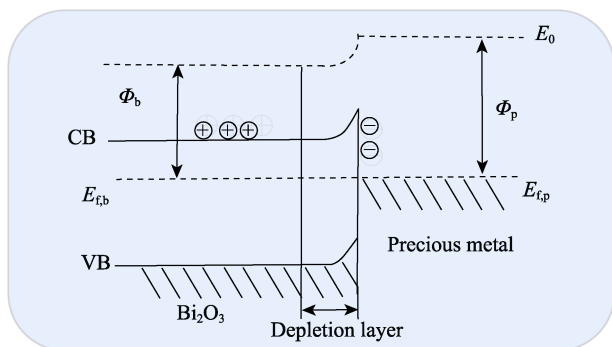 E₀
Φb
Φp
⊕ ⊕ ⊕
⊖
CB
⊖
Ef,b
Ef,p
Precious metal
VB
Bi₂O₃
Depletion layer